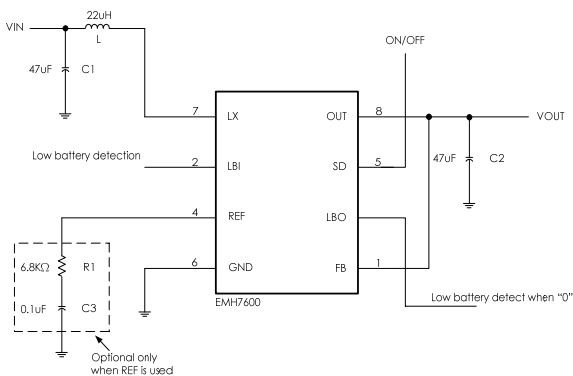 22uH
VIN
L
ON/OFF
47uF
C1
7
LX
OUT
8
VOUT
Low battery detection
2
LBI
SD
5
47uF
C2
4
REF
LBO
6.8KΩ
R1
6
GND
FB
1
0.1uF
C3
EMH7600
Low battery detect when "0"
Optional only
when REF is used